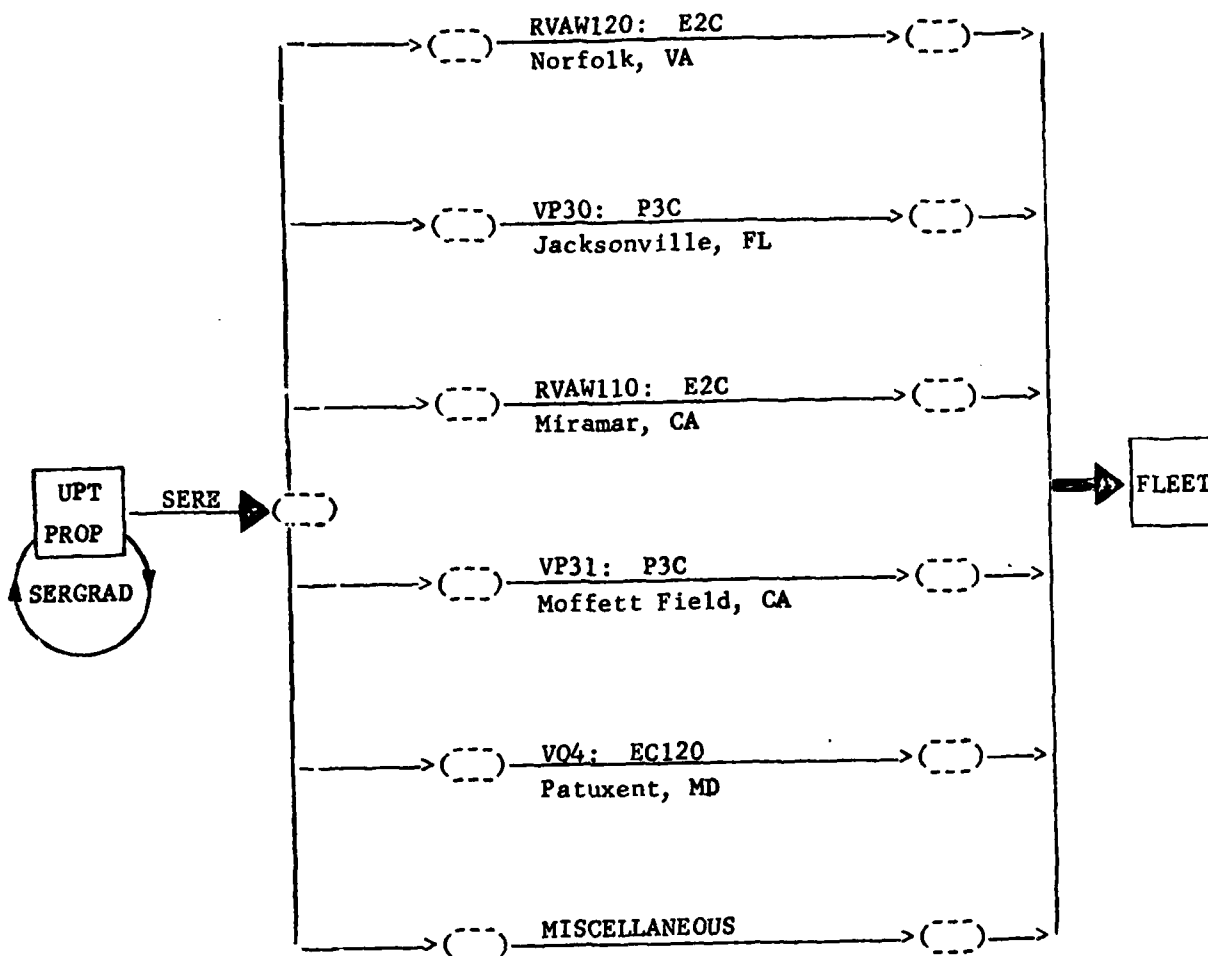 RVAW120: E2C
Norfolk, VA
VP30: P3C
Jacksonville, FL
RVAW110: E2C
Miramar, CA
UPT
PROP
SERGRAD
SERE
FLEET
VP31: P3C
Moffett Field, CA
VQ4: EC120
Patuxent, MD
MISCELLANEOUS